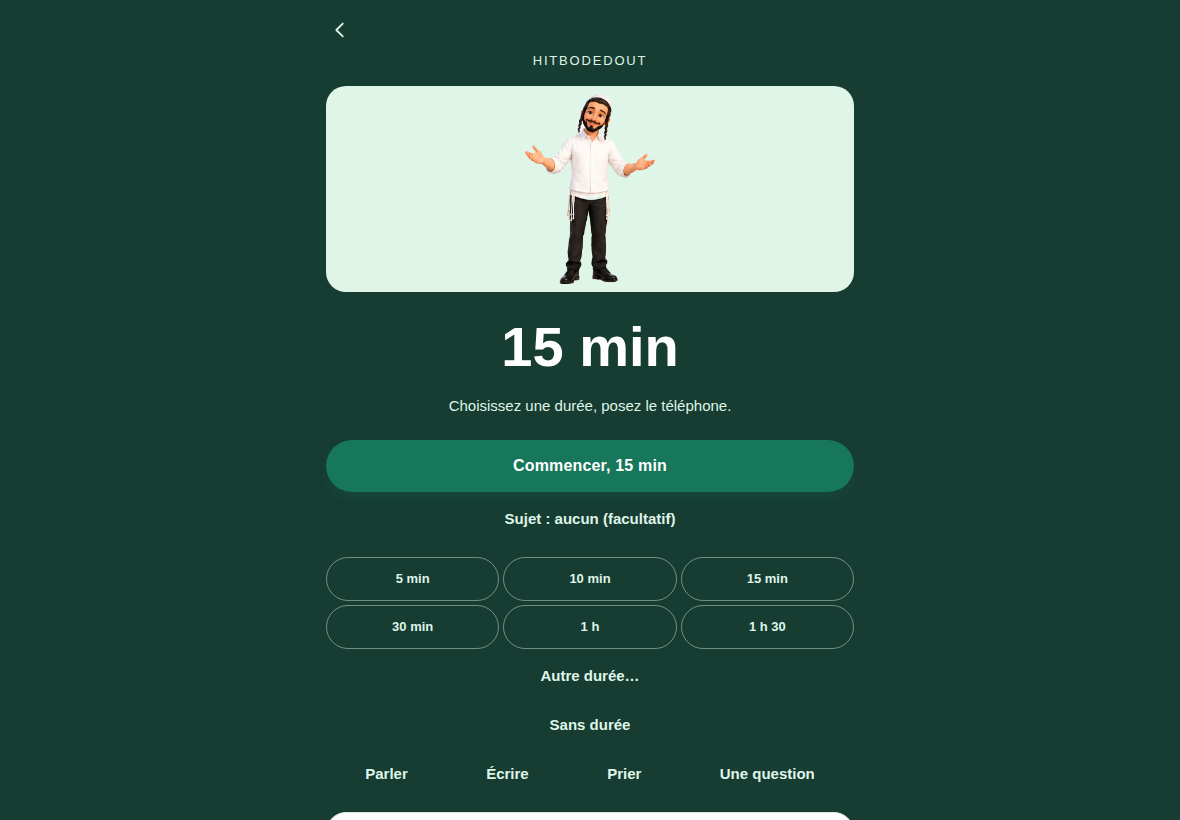 HITBODEDOUT
15 min
Choisissez une durée, posez le téléphone.
Commencer, 15 min
Sujet : aucun (facultatif)
5 min
10 min
15 min
30 min
1 h
1 h 30
Autre durée…
Sans durée
Parler
Écrire
Prier
Une question